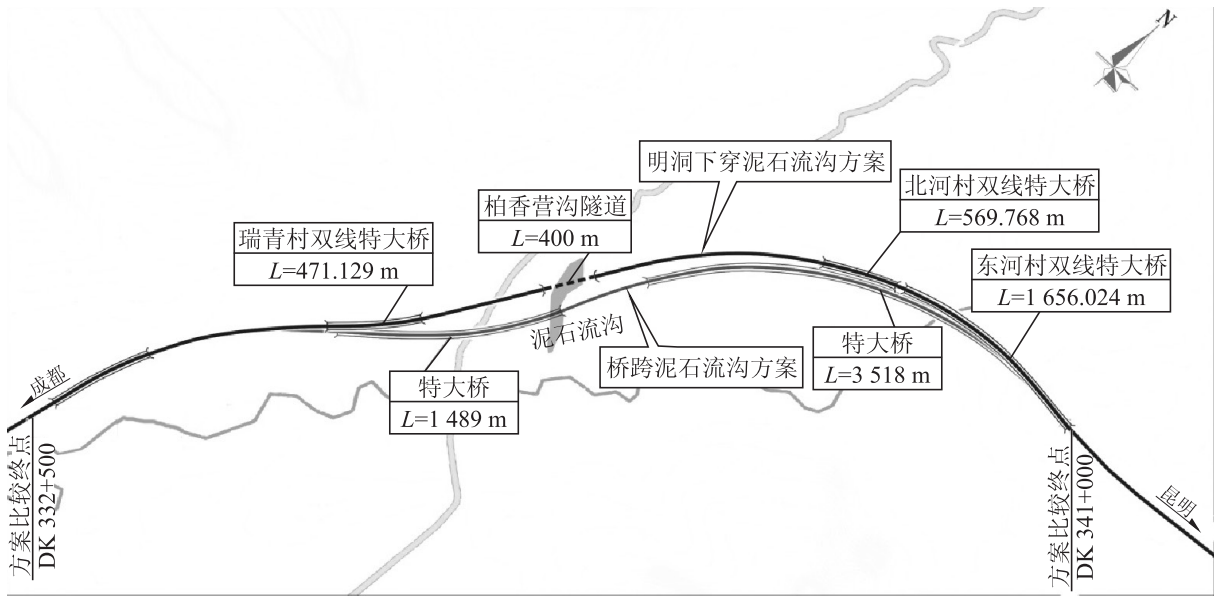 N
明洞下穿泥石流沟方案
北河村双线特大桥
L=569.768 m
柏香营沟隧道
L=400 m
瑞青村双线特大桥
L=471.129 m
东河村双线特大桥
L=1 656.024 m
泥石流沟
桥跨泥石流沟方案
特大桥
L=3 518 m
特大桥
L=1 489 m
成都
方案比较终点
DK 332+500
方案比较终点
DK 341+000
昆明